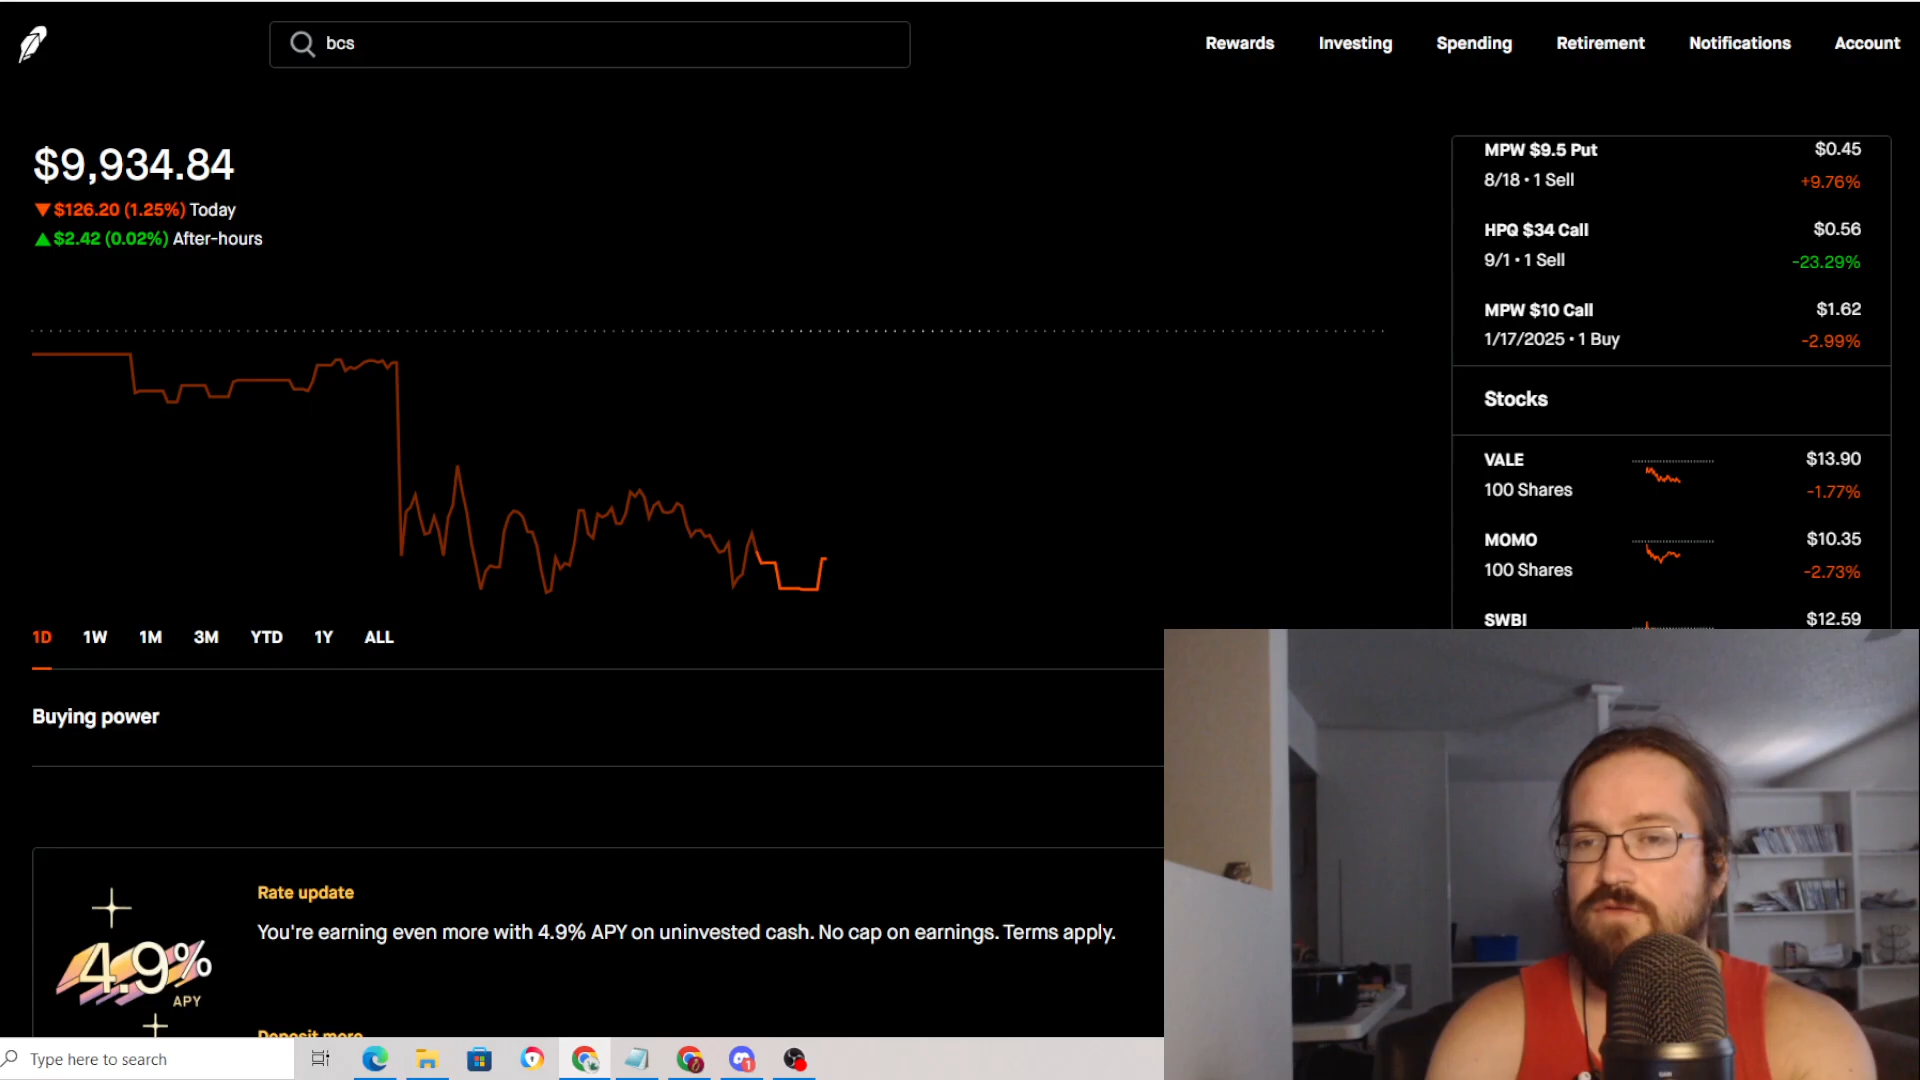 bcs
Rewards
Investing
Spending
Retirement
Notifications
Account
$9,934.84
$126.20 (1.25%) Today
$2.42 (0.02%) After-hours
1D 1W 1M 3M YTD 1Y ALL
Buying power
Rate update
You're earning even more with 4.9% APY on uninvested cash. No cap on earnings. Terms apply.
4.9%
APY
Deposit more
MPW $9.5 Put $0.45
8/18 • 1 Sell +9.76%
HPQ $34 Call $0.56
9/1 • 1 Sell -23.29%
MPW $10 Call $1.62
1/17/2025 • 1 Buy -2.99%
Stocks
VALE $13.90
100 Shares -1.77%
MOMO $10.35
100 Shares -2.73%
SWBI $12.59
Type here to search
1